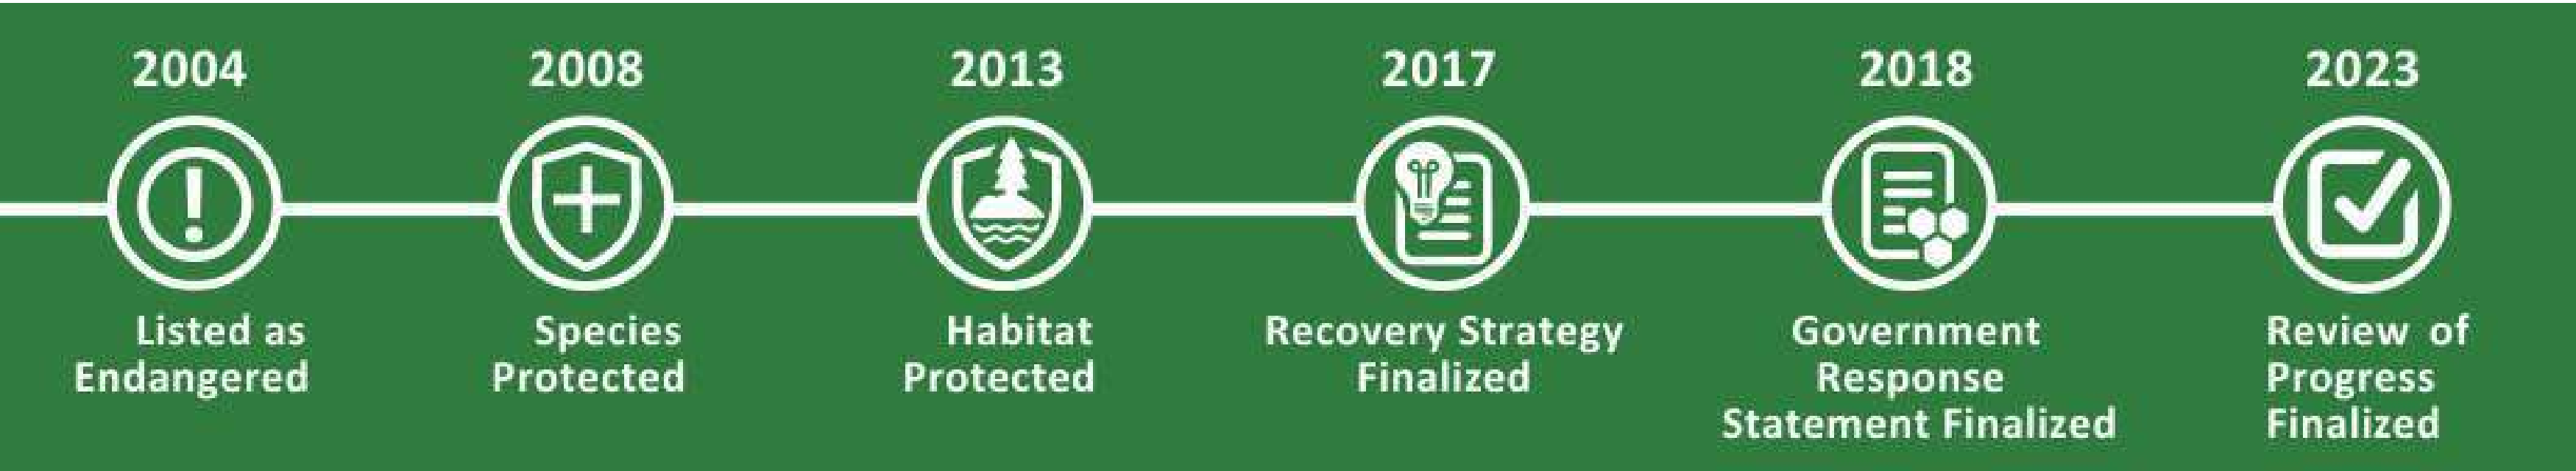 2004
Listed as
Endangered
2008
Species
Protected
2013
Habitat
Protected
2017
Recovery Strategy
Finalized
2018
Government
Response
Statement Finalized
2023
Review of
Progress
Finalized